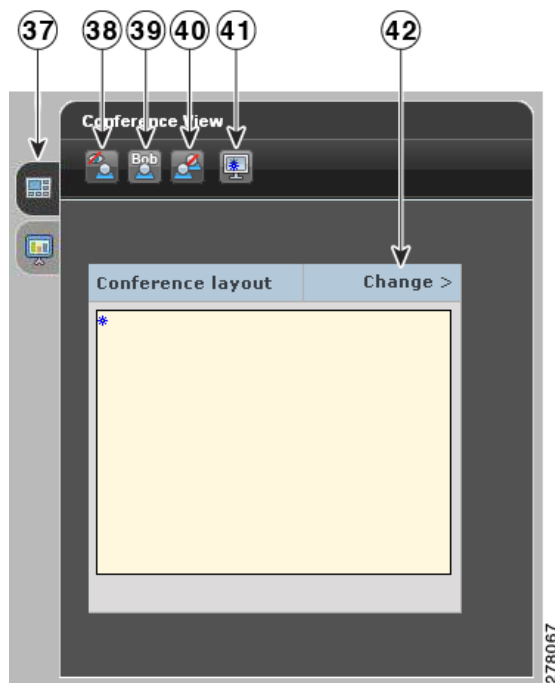 37 38 39 40 41 42
Conference View
Bob
Conference layout Change >
278067